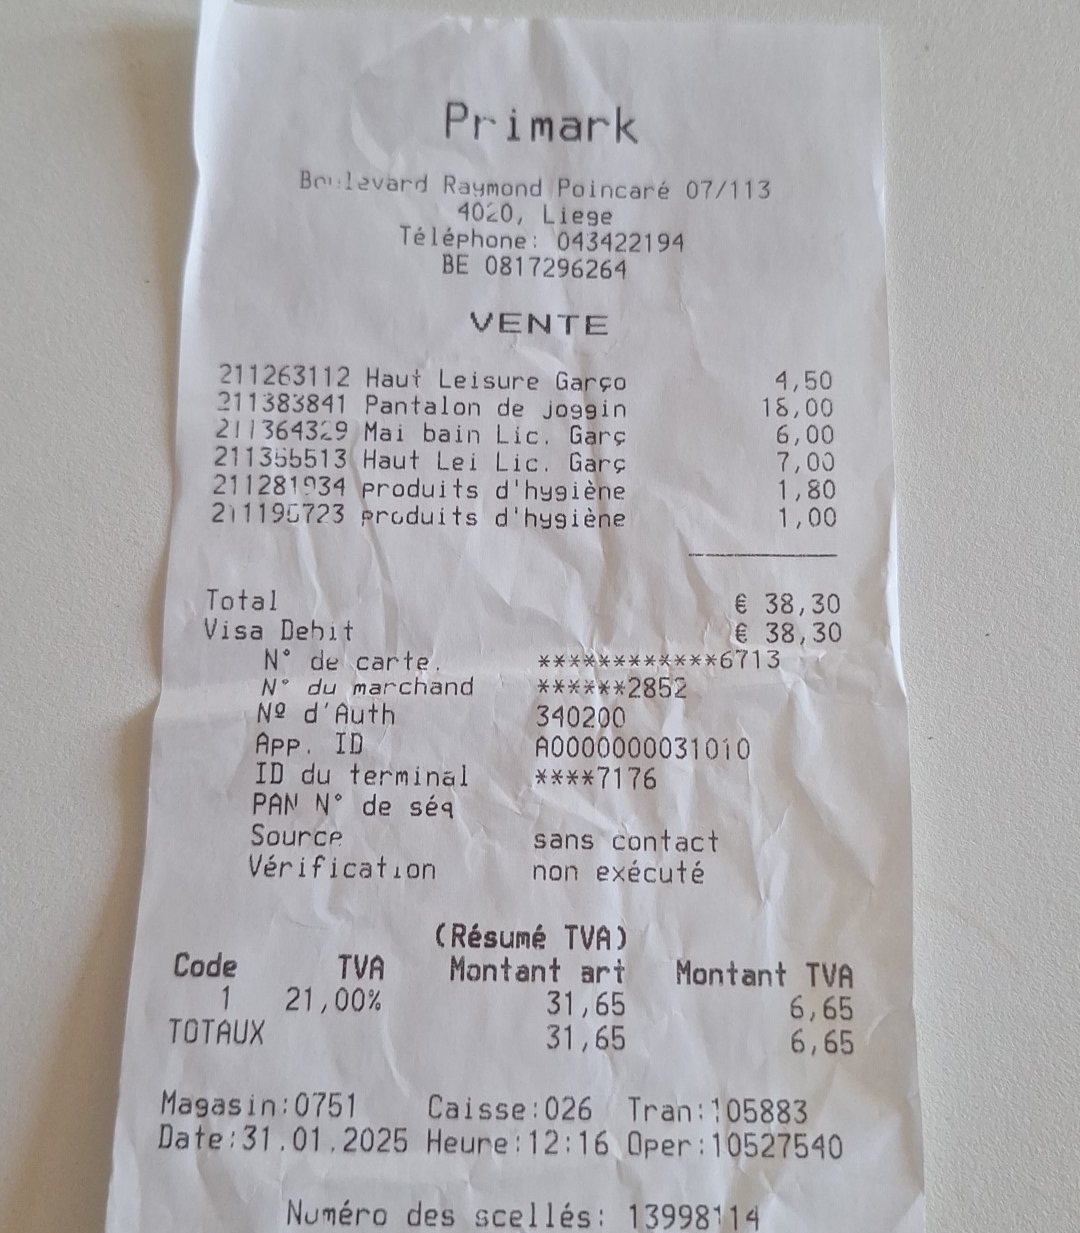 Primark
Boulevard Raymond Poincaré 07/113
4020, Liege
Téléphone: 043422194
BE 0817296264
VENTE
211263112 Haut Leisure Garço 4,50
211383841 Pantalon de joggin 18,00
211364329 Mai bain Lic. Garç 6,00
Haut Lei Lic. Garç 7,00
211281934 produits d'hygiène 1,80
produits d'hygiène 1,00
Total € 38,30
Visa Debit € 38,30
N° de carte. ************6713
N° du marchand ******2852
Nº d'Auth 340200
App. ID A0000000031010
ID du terminal ****7176
PAN N° de séq
Source sans contact
Vérification non exécuté
(Résumé TVA)
Code TVA Montant art Montant TVA
1 21,00% 31,65 6,65
TOTAUX 31,65 6,65
Magasin:0751 Caisse:026 Tran:105883
Date:31.01.2025 Heure:12:16 Oper:10527540
Numéro des scellés: 13998114